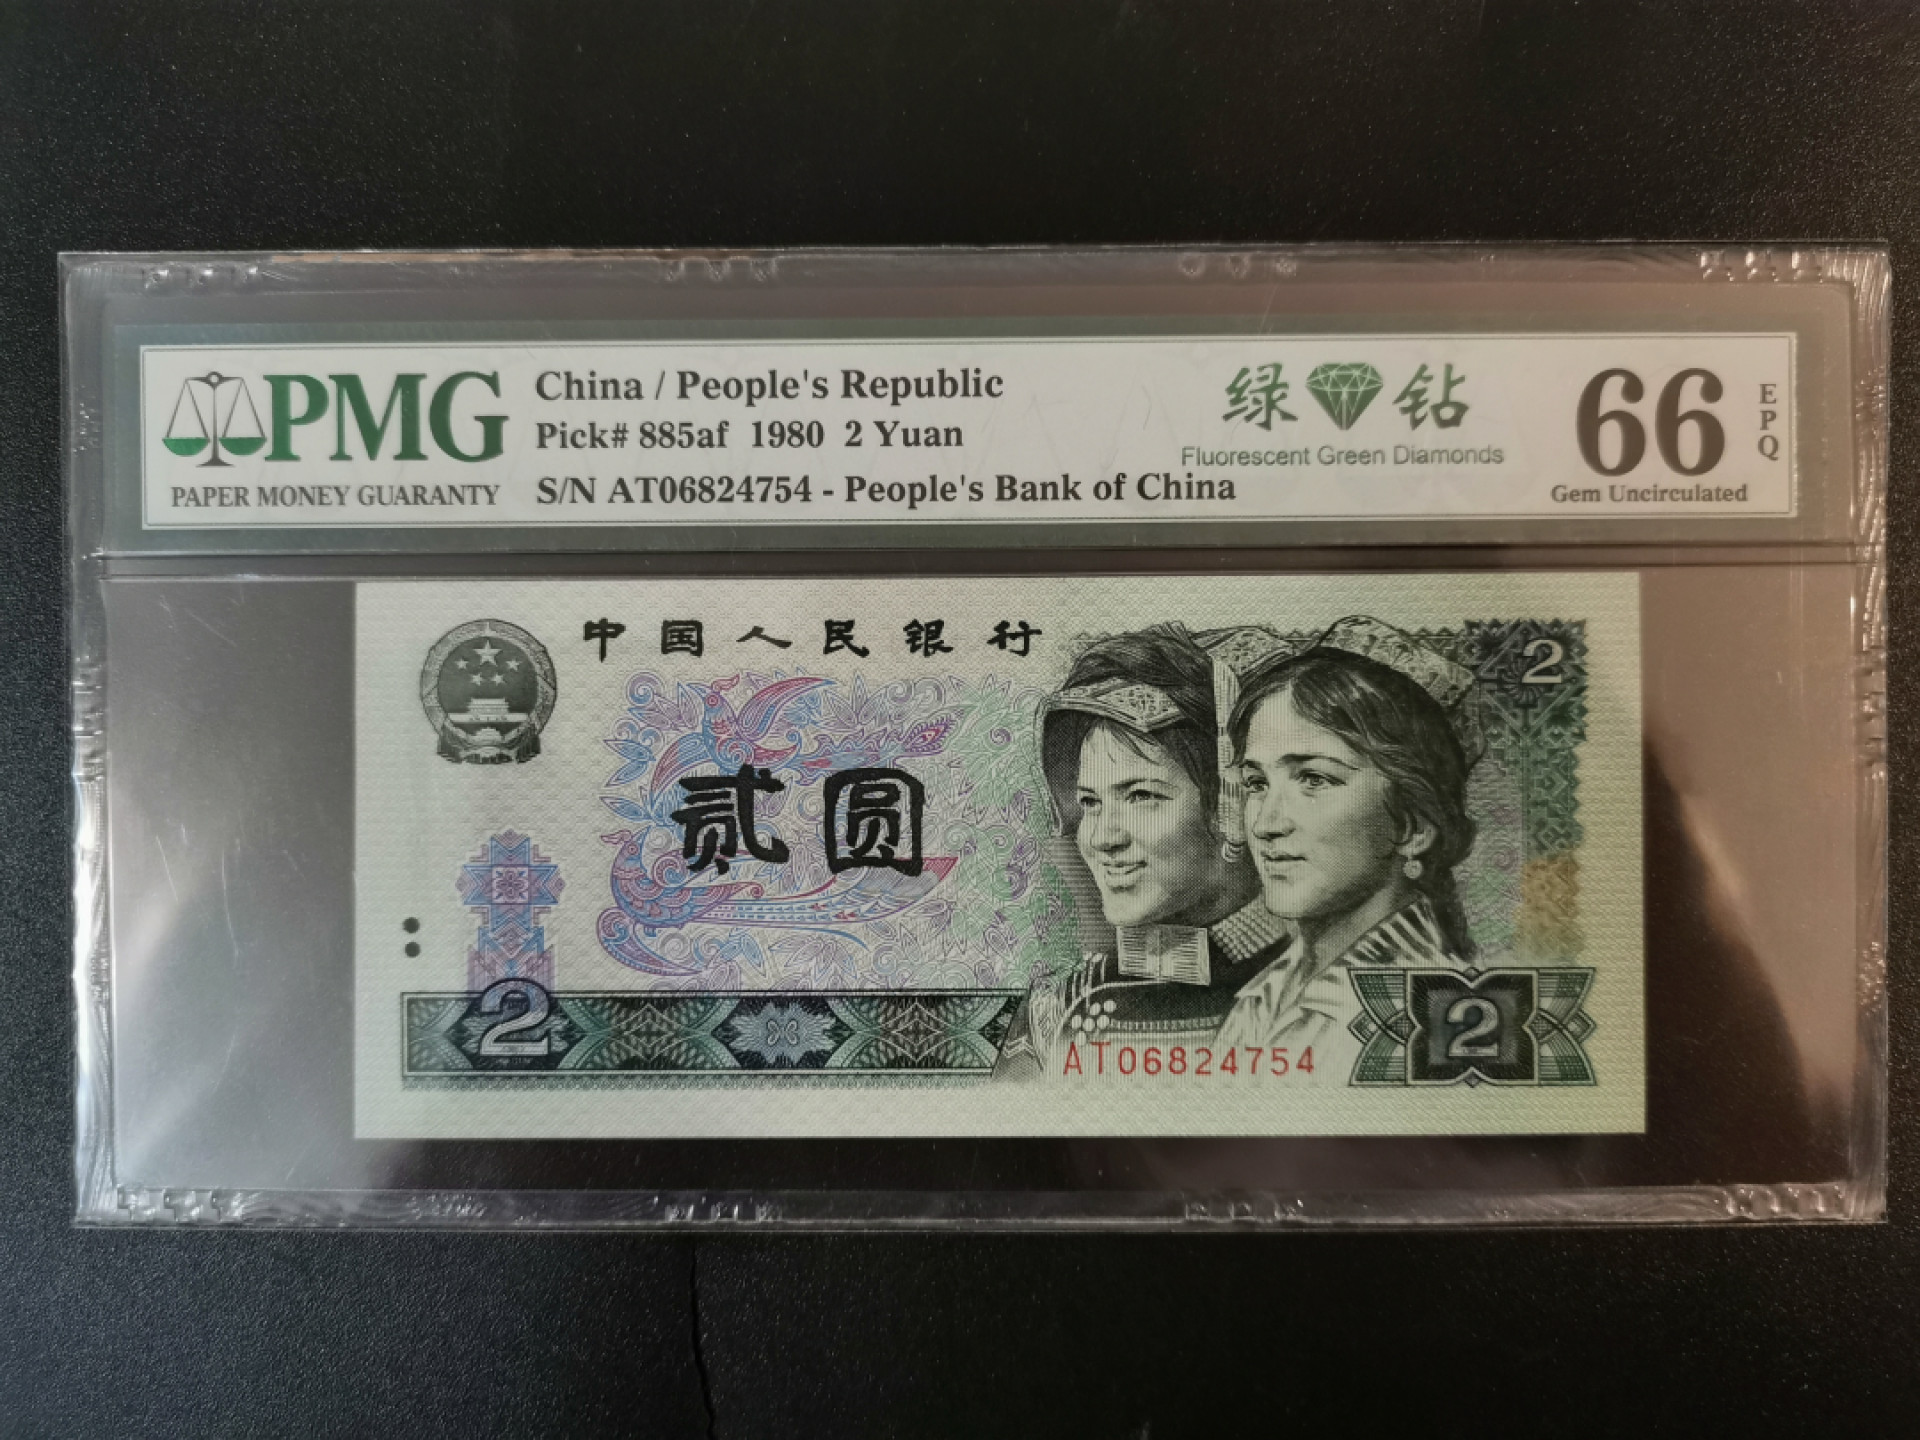 PMG
PAPER MONEY GUARANTY
China / People's Republic
Pick# 885af 1980 2 Yuan
S/N AT06824754 - People's Bank of China
绿 钻
Fluorescent Green Diamonds
66
EPQ
Gem Uncirculated
中国人民银行
2
贰圆
2
2
AT06824754